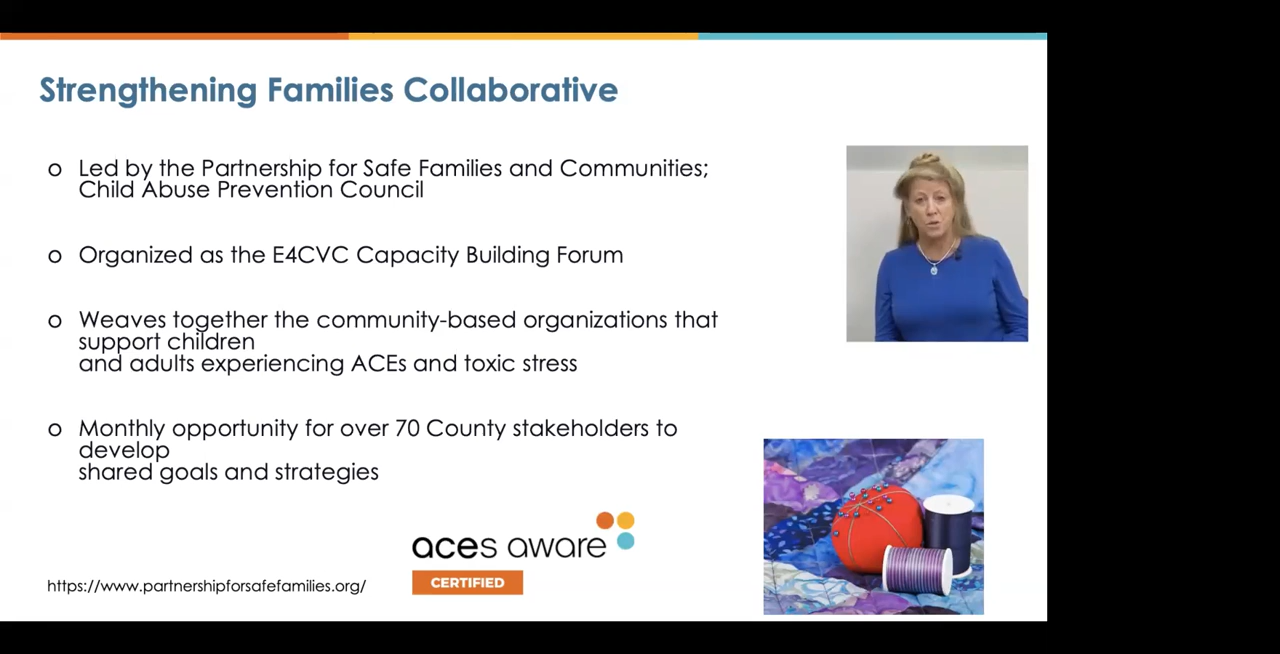 Strengthening Families Collaborative
o Led by the Partnership for Safe Families and Communities;
Child Abuse Prevention Council
o Organized as the E4CVC Capacity Building Forum
o Weaves together the community-based organizations that
support children
and adults experiencing ACEs and toxic stress
o Monthly opportunity for over 70 County stakeholders to
develop
shared goals and strategies
aces aware
CERTIFIED
https://www.partnershipforsafefamilies.org/